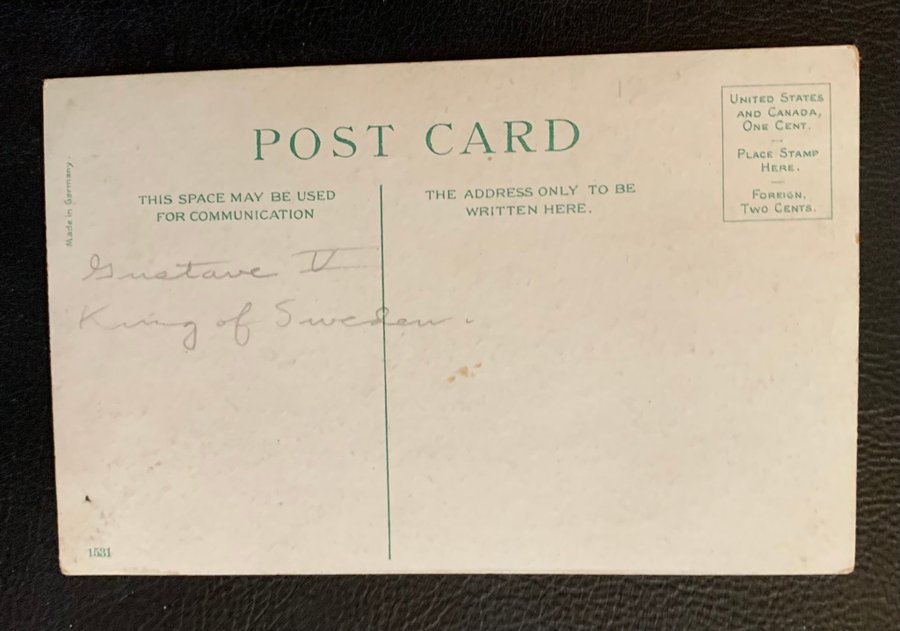 POST CARD
Made in Germany.
THIS SPACE MAY BE USED
FOR COMMUNICATION
THE ADDRESS ONLY TO BE
WRITTEN HERE.
UNITED STATES
AND CANADA,
ONE CENT.
PLACE STAMP
HERE.
FOREIGN,
TWO CENTS.
Gustave V
King of Sweden.
1531